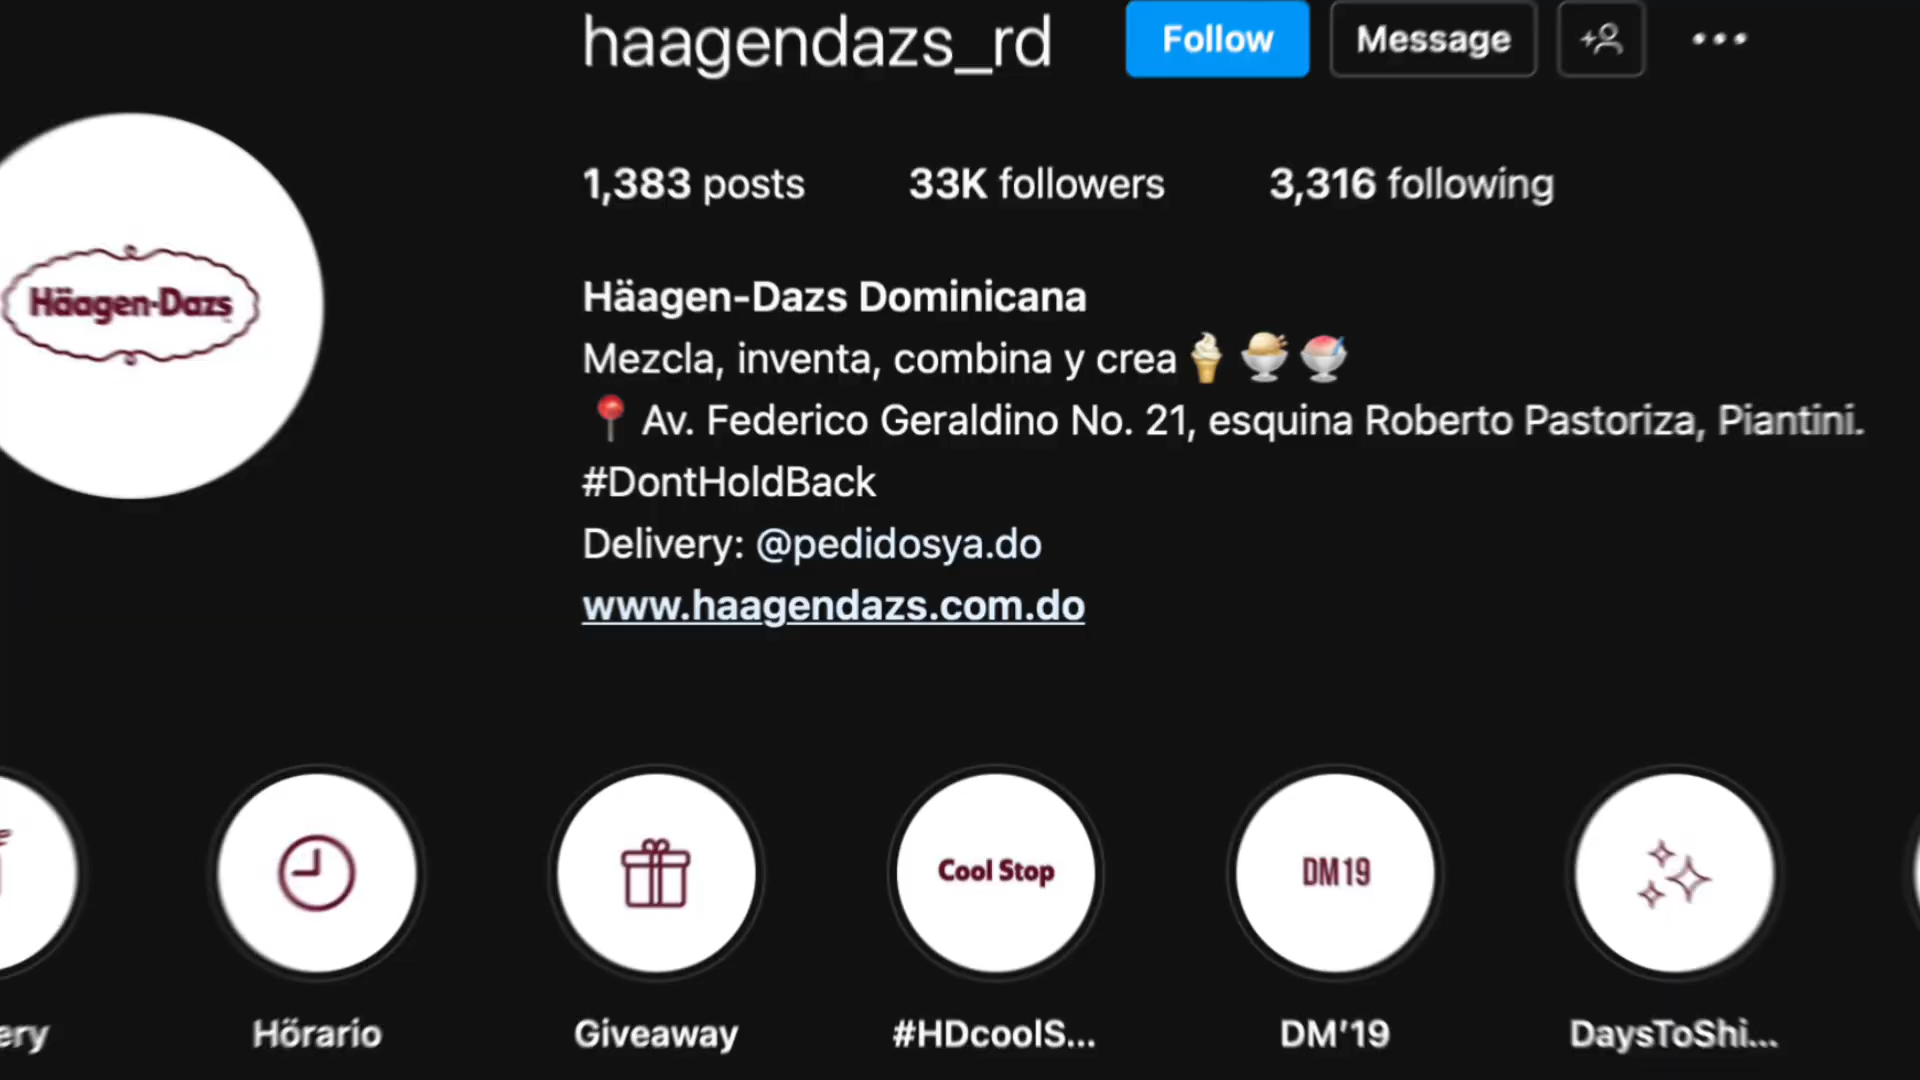 haagendazs_rd
Follow
Message
1,383 posts
33K followers
3,316 following
Häagen-Dazs
Häagen-Dazs Dominicana
Mezcla, inventa, combina y crea🍦🍨🍧
📍 Av. Federico Geraldino No. 21, esquina Roberto Pastoriza, Piantini.
#DontHoldBack
Delivery: @pedidosya.do
www.haagendazs.com.do
Cool Stop
DM19
ery
Hőrario
Giveaway
#HDcoolS...
DM'19
DaysToShi...